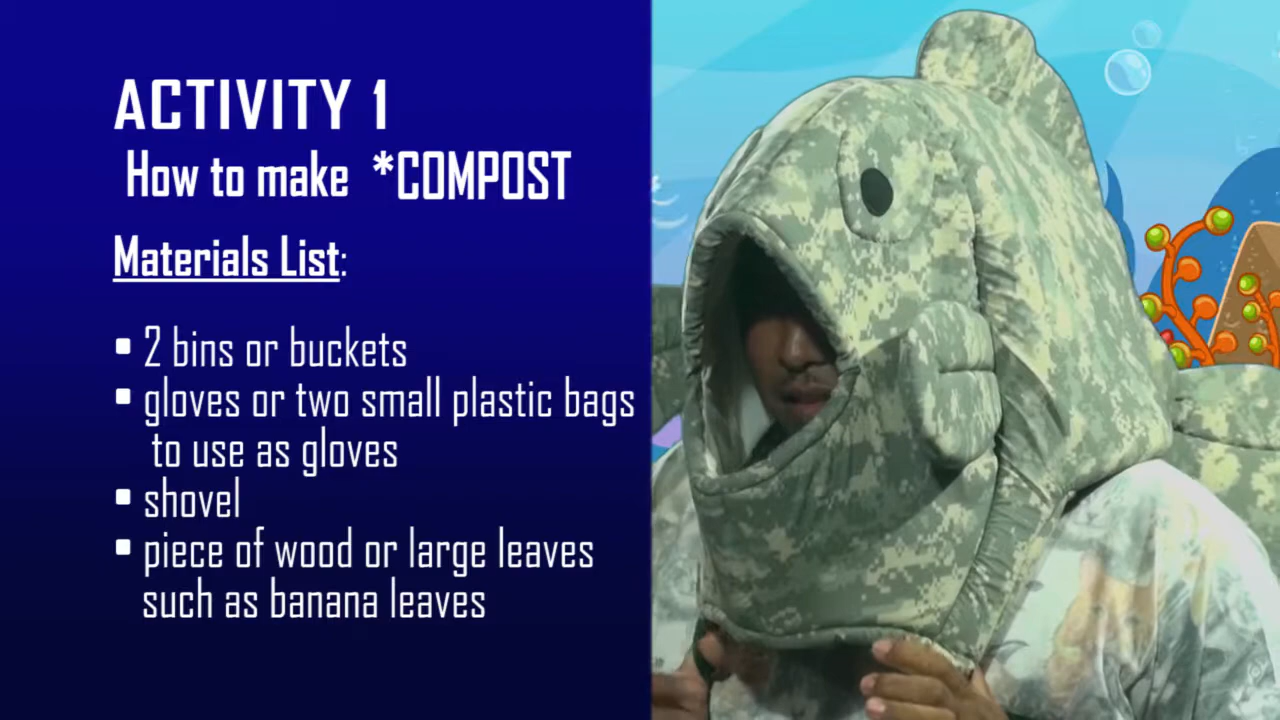 ACTIVITY 1
How to make *COMPOST
Materials List:
▪ 2 bins or buckets
▪ gloves or two small plastic bags
to use as gloves
▪ shovel
▪ piece of wood or large leaves
such as banana leaves